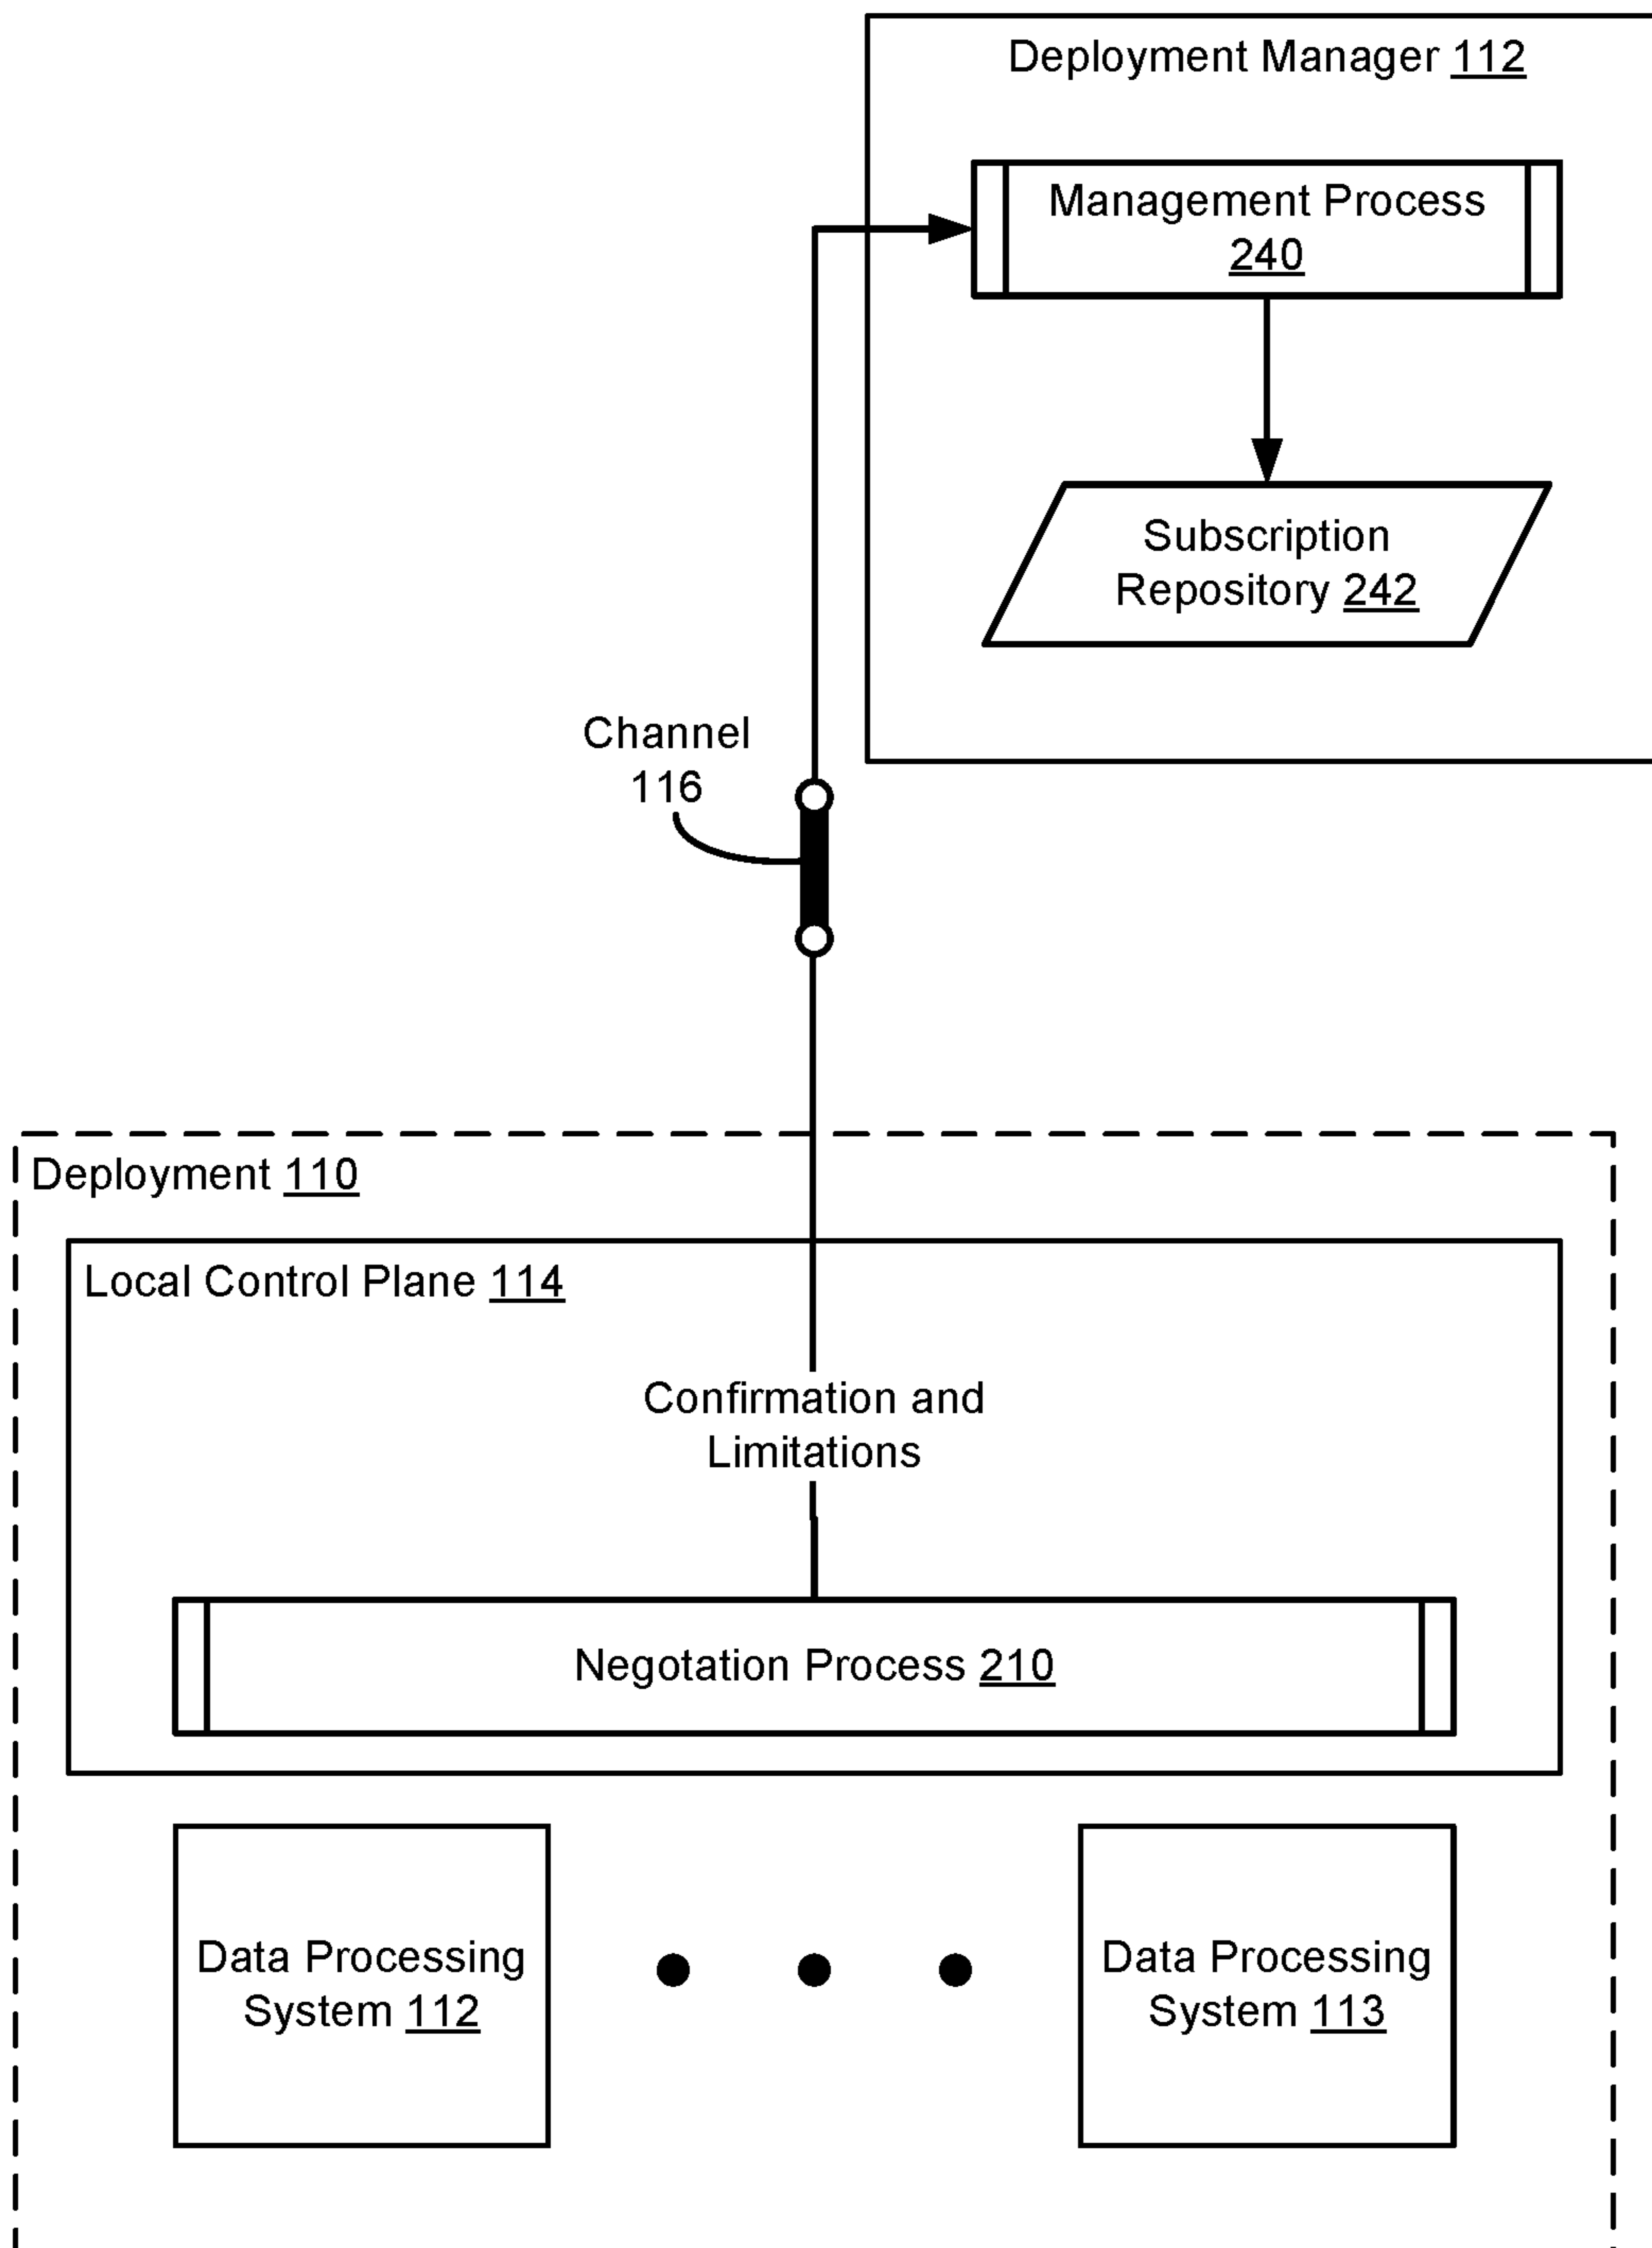 Deployment Manager 112
Management Process
240
Subscription
Repository 242
Channel
116
Deployment 110
Local Control Plane 114
Confirmation and
Limitations
Negotation Process 210
Data Processing
System 112
Data Processing
System 113